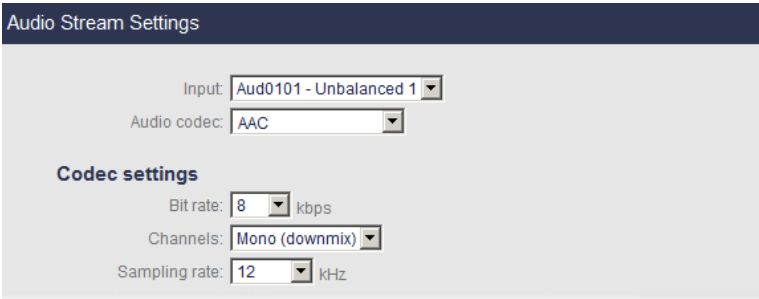 Audio Stream Settings
Input: Aud0101 - Unbalanced 1
Audio codec: AAC
Codec settings
Bit rate: 8 kbps
Channels: Mono (downmix)
Sampling rate: 12 kHz